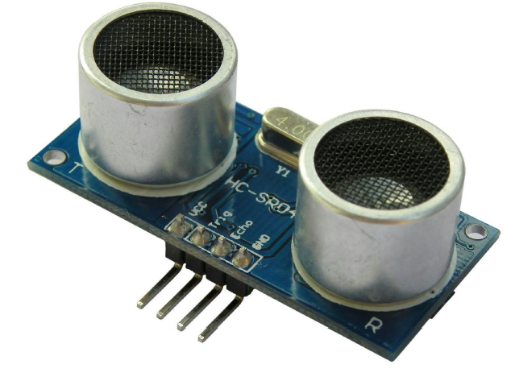 4.00
T
Y1
HC-SR04
Vcc
Trig
Echo
GND
R